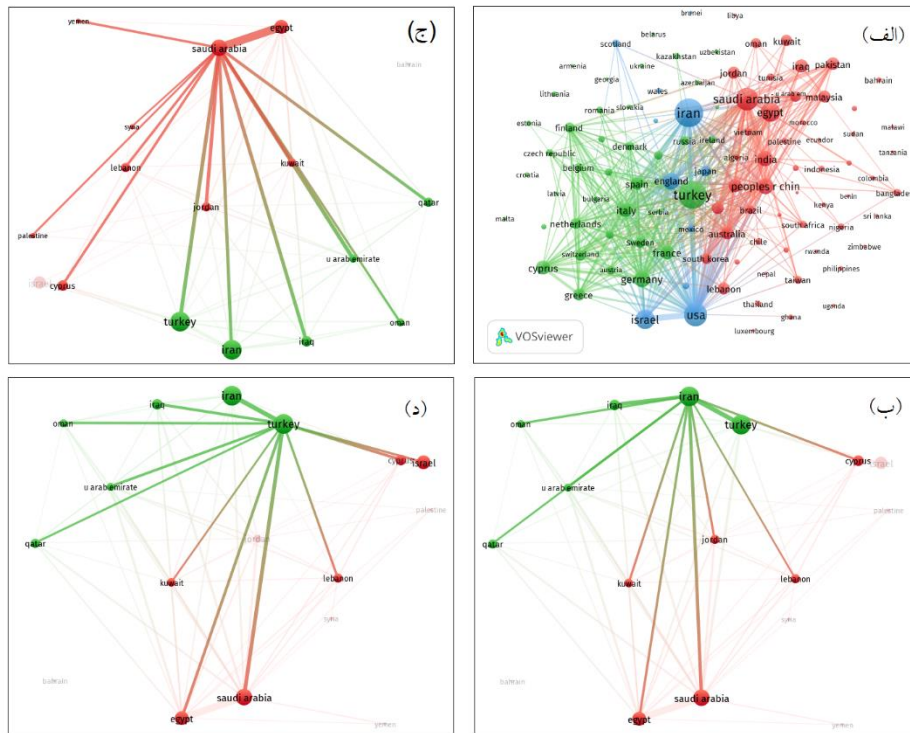 (الف)
brunei
libya
belarus
scotland
oman
kuwait
kazakhstan
uzbekistan
ukraine
armenia
iraq
pakistan
georgia
jordan
tunisia
azerbaijan
bahrain
wales
u arab em
lithuania
slovakia
saudi arabia
malaysia
romania
iran
egypt
morocco
estonia
finland
russia
ireland
vietnam
palestine
ecuador
sudan
malawi
denmark
czech republic
algeria
india
belgium
japan
tanzania
croatia
spain
england
indonesia
colombia
latvia
peoples r chin
bulgaria
turkey
benin
banglades
kenya
malta
italy
serbia
brazil
sri lanka
netherlands
mexico
south africa
nigeria
australia
sweden
chile
zimbabwe
switzerland
france
rwanda
cyprus
south korea
philippines
austria
germany
nepal
taiwan
greece
lebanon
thailand
uganda
israel
usa
ghana
luxembourg
VOSviewer
(ج)
yemen
egypt
saudi arabia
bahrain
syria
lebanon
kuwait
qatar
jordan
palestine
u arab emirate
israel
cyprus
turkey
oman
iraq
iran
(ب)
iran
iraq
oman
turkey
cyprus
israel
u arab emirate
palestine
qatar
jordan
kuwait
lebanon
syria
bahrain
saudi arabia
egypt
yemen
(د)
iran
iraq
oman
turkey
cyprus
israel
u arab emirate
palestine
qatar
jordan
kuwait
lebanon
syria
bahrain
saudi arabia
egypt
yemen